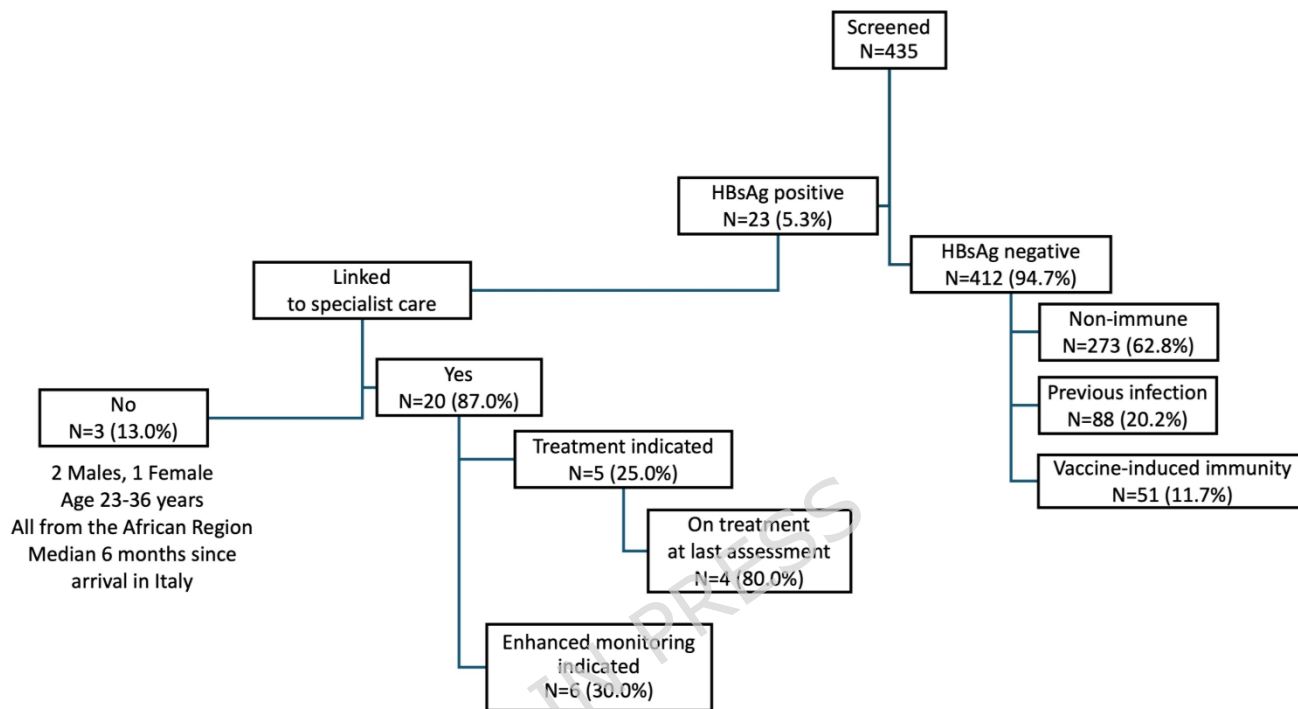 Screened
N=435
HBsAg positive
N=23 (5.3%)
HBsAg negative
N=412 (94.7%)
Linked
to specialist care
Non-immune
N=273 (62.8%)
Yes
N=20 (87.0%)
No
N=3 (13.0%)
Previous infection
N=88 (20.2%)
2 Males, 1 Female
Age 23-36 years
All from the African Region
Median 6 months since
arrival in Italy
Treatment indicated
N=5 (25.0%)
Vaccine-induced immunity
N=51 (11.7%)
On treatment
at last assessment
N=4 (80.0%)
Enhanced monitoring
indicated
N=6 (30.0%)
IN PRESS